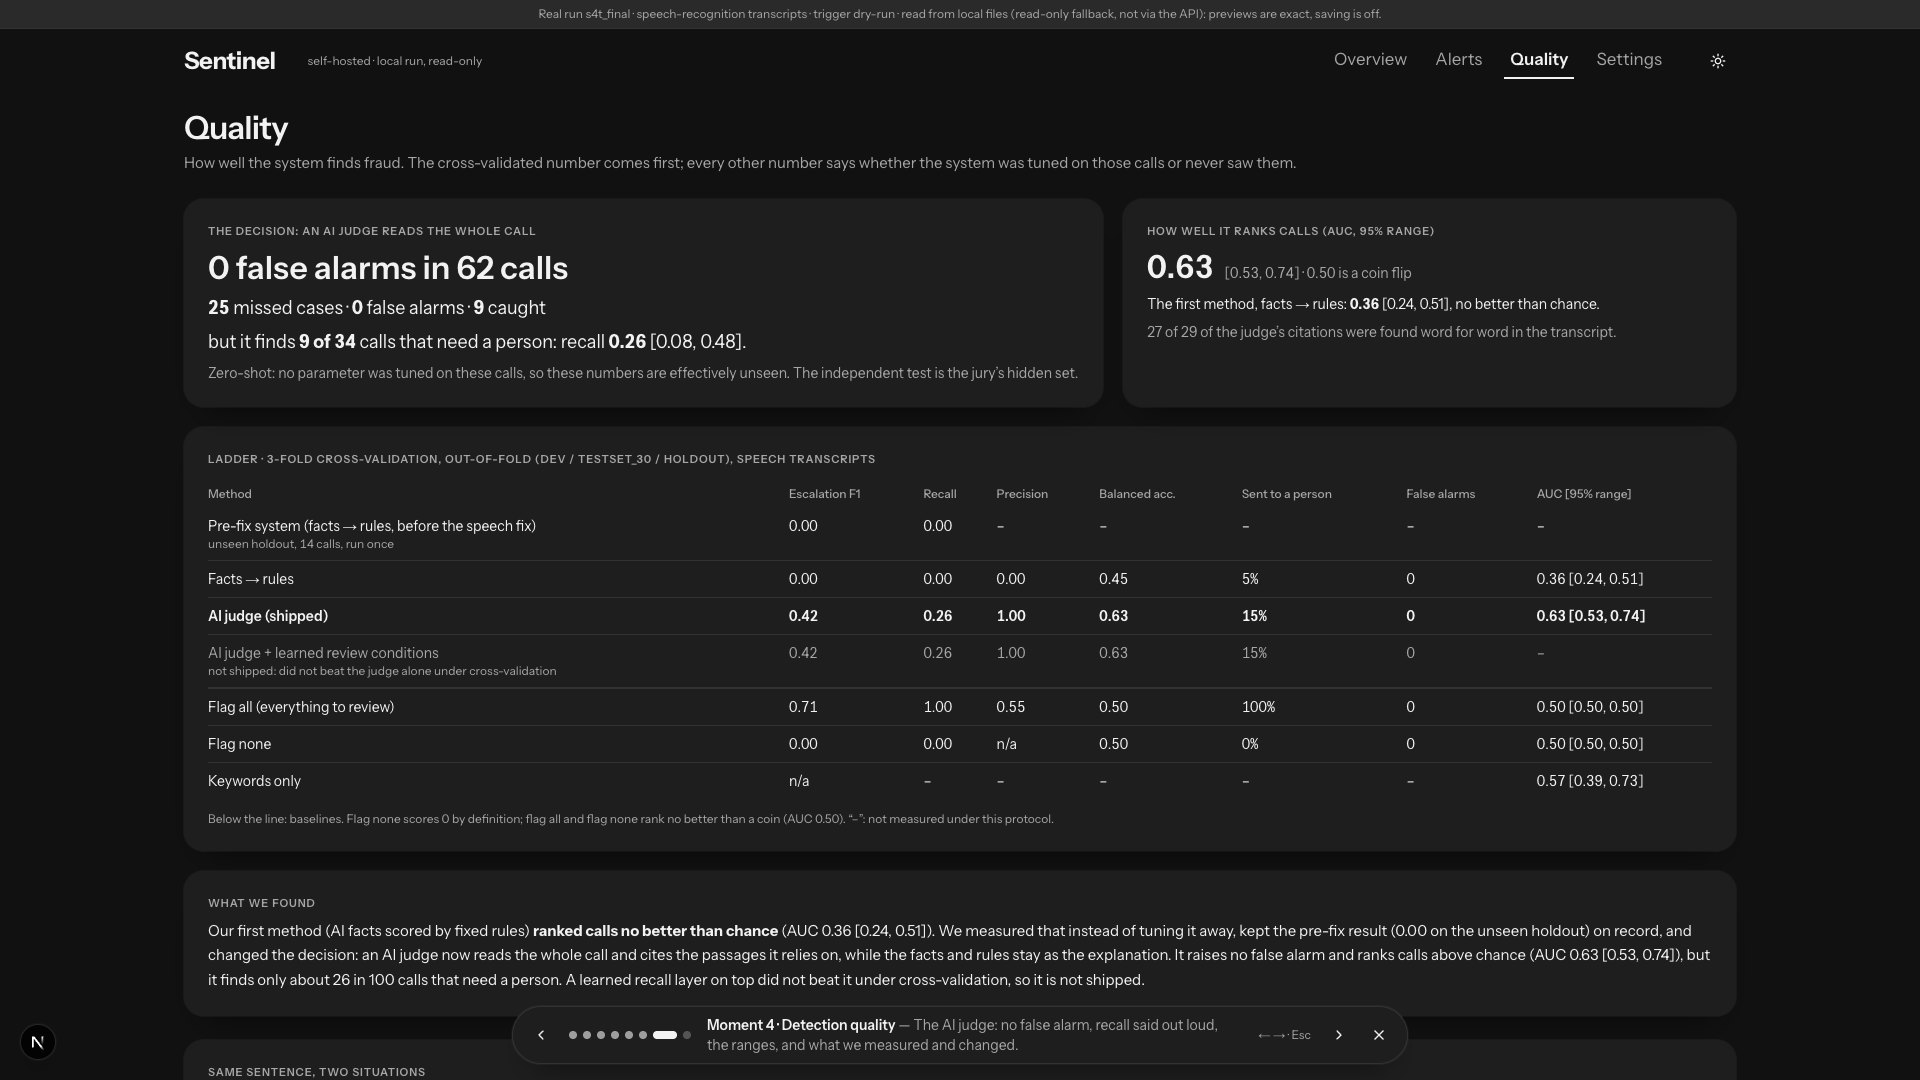 Real run s4t_final · speech-recognition transcripts · trigger dry-run · read from local files (read-only fallback, not via the API): previews are exact, saving is off.
Sentinel
self-hosted · local run, read-only
Overview
Alerts
Quality
Settings
Quality
How well the system finds fraud. The cross-validated number comes first; every other number says whether the system was tuned on those calls or never saw them.
THE DECISION: AN AI JUDGE READS THE WHOLE CALL
0 false alarms in 62 calls
25 missed cases · 0 false alarms · 9 caught
but it finds 9 of 34 calls that need a person: recall 0.26 [0.08, 0.48].
Zero-shot: no parameter was tuned on these calls, so these numbers are effectively unseen. The independent test is the jury’s hidden set.
HOW WELL IT RANKS CALLS (AUC, 95% RANGE)
0.63 [0.53, 0.74] · 0.50 is a coin flip
The first method, facts → rules: 0.36 [0.24, 0.51], no better than chance.
27 of 29 of the judge’s citations were found word for word in the transcript.
LADDER · 3-FOLD CROSS-VALIDATION, OUT-OF-FOLD (DEV / TESTSET_30 / HOLDOUT), SPEECH TRANSCRIPTS
Method Escalation F1 Recall Precision Balanced acc. Sent to a person False alarms AUC [95% range]
Pre-fix system (facts → rules, before the speech fix) 0.00 0.00 – – – – –
unseen holdout, 14 calls, run once
Facts → rules 0.00 0.00 0.00 0.45 5% 0 0.36 [0.24, 0.51]
AI judge (shipped) 0.42 0.26 1.00 0.63 15% 0 0.63 [0.53, 0.74]
AI judge + learned review conditions 0.42 0.26 1.00 0.63 15% 0 –
not shipped: did not beat the judge alone under cross-validation
Flag all (everything to review) 0.71 1.00 0.55 0.50 100% 0 0.50 [0.50, 0.50]
Flag none 0.00 0.00 n/a 0.50 0% 0 0.50 [0.50, 0.50]
Keywords only n/a – – – – – 0.57 [0.39, 0.73]
Below the line: baselines. Flag none scores 0 by definition; flag all and flag none rank no better than a coin (AUC 0.50). “–”: not measured under this protocol.
WHAT WE FOUND
Our first method (AI facts scored by fixed rules) ranked calls no better than chance (AUC 0.36 [0.24, 0.51]). We measured that instead of tuning it away, kept the pre-fix result (0.00 on the unseen holdout) on record, and
changed the decision: an AI judge now reads the whole call and cites the passages it relies on, while the facts and rules stay as the explanation. It raises no false alarm and ranks calls above chance (AUC 0.63 [0.53, 0.74]), but
it finds only about 26 in 100 calls that need a person. A learned recall layer on top did not beat it under cross-validation, so it is not shipped.
Moment 4 · Detection quality — The AI judge: no false alarm, recall said out loud,
the ranges, and what we measured and changed.
← → · Esc
N
SAME SENTENCE, TWO SITUATIONS